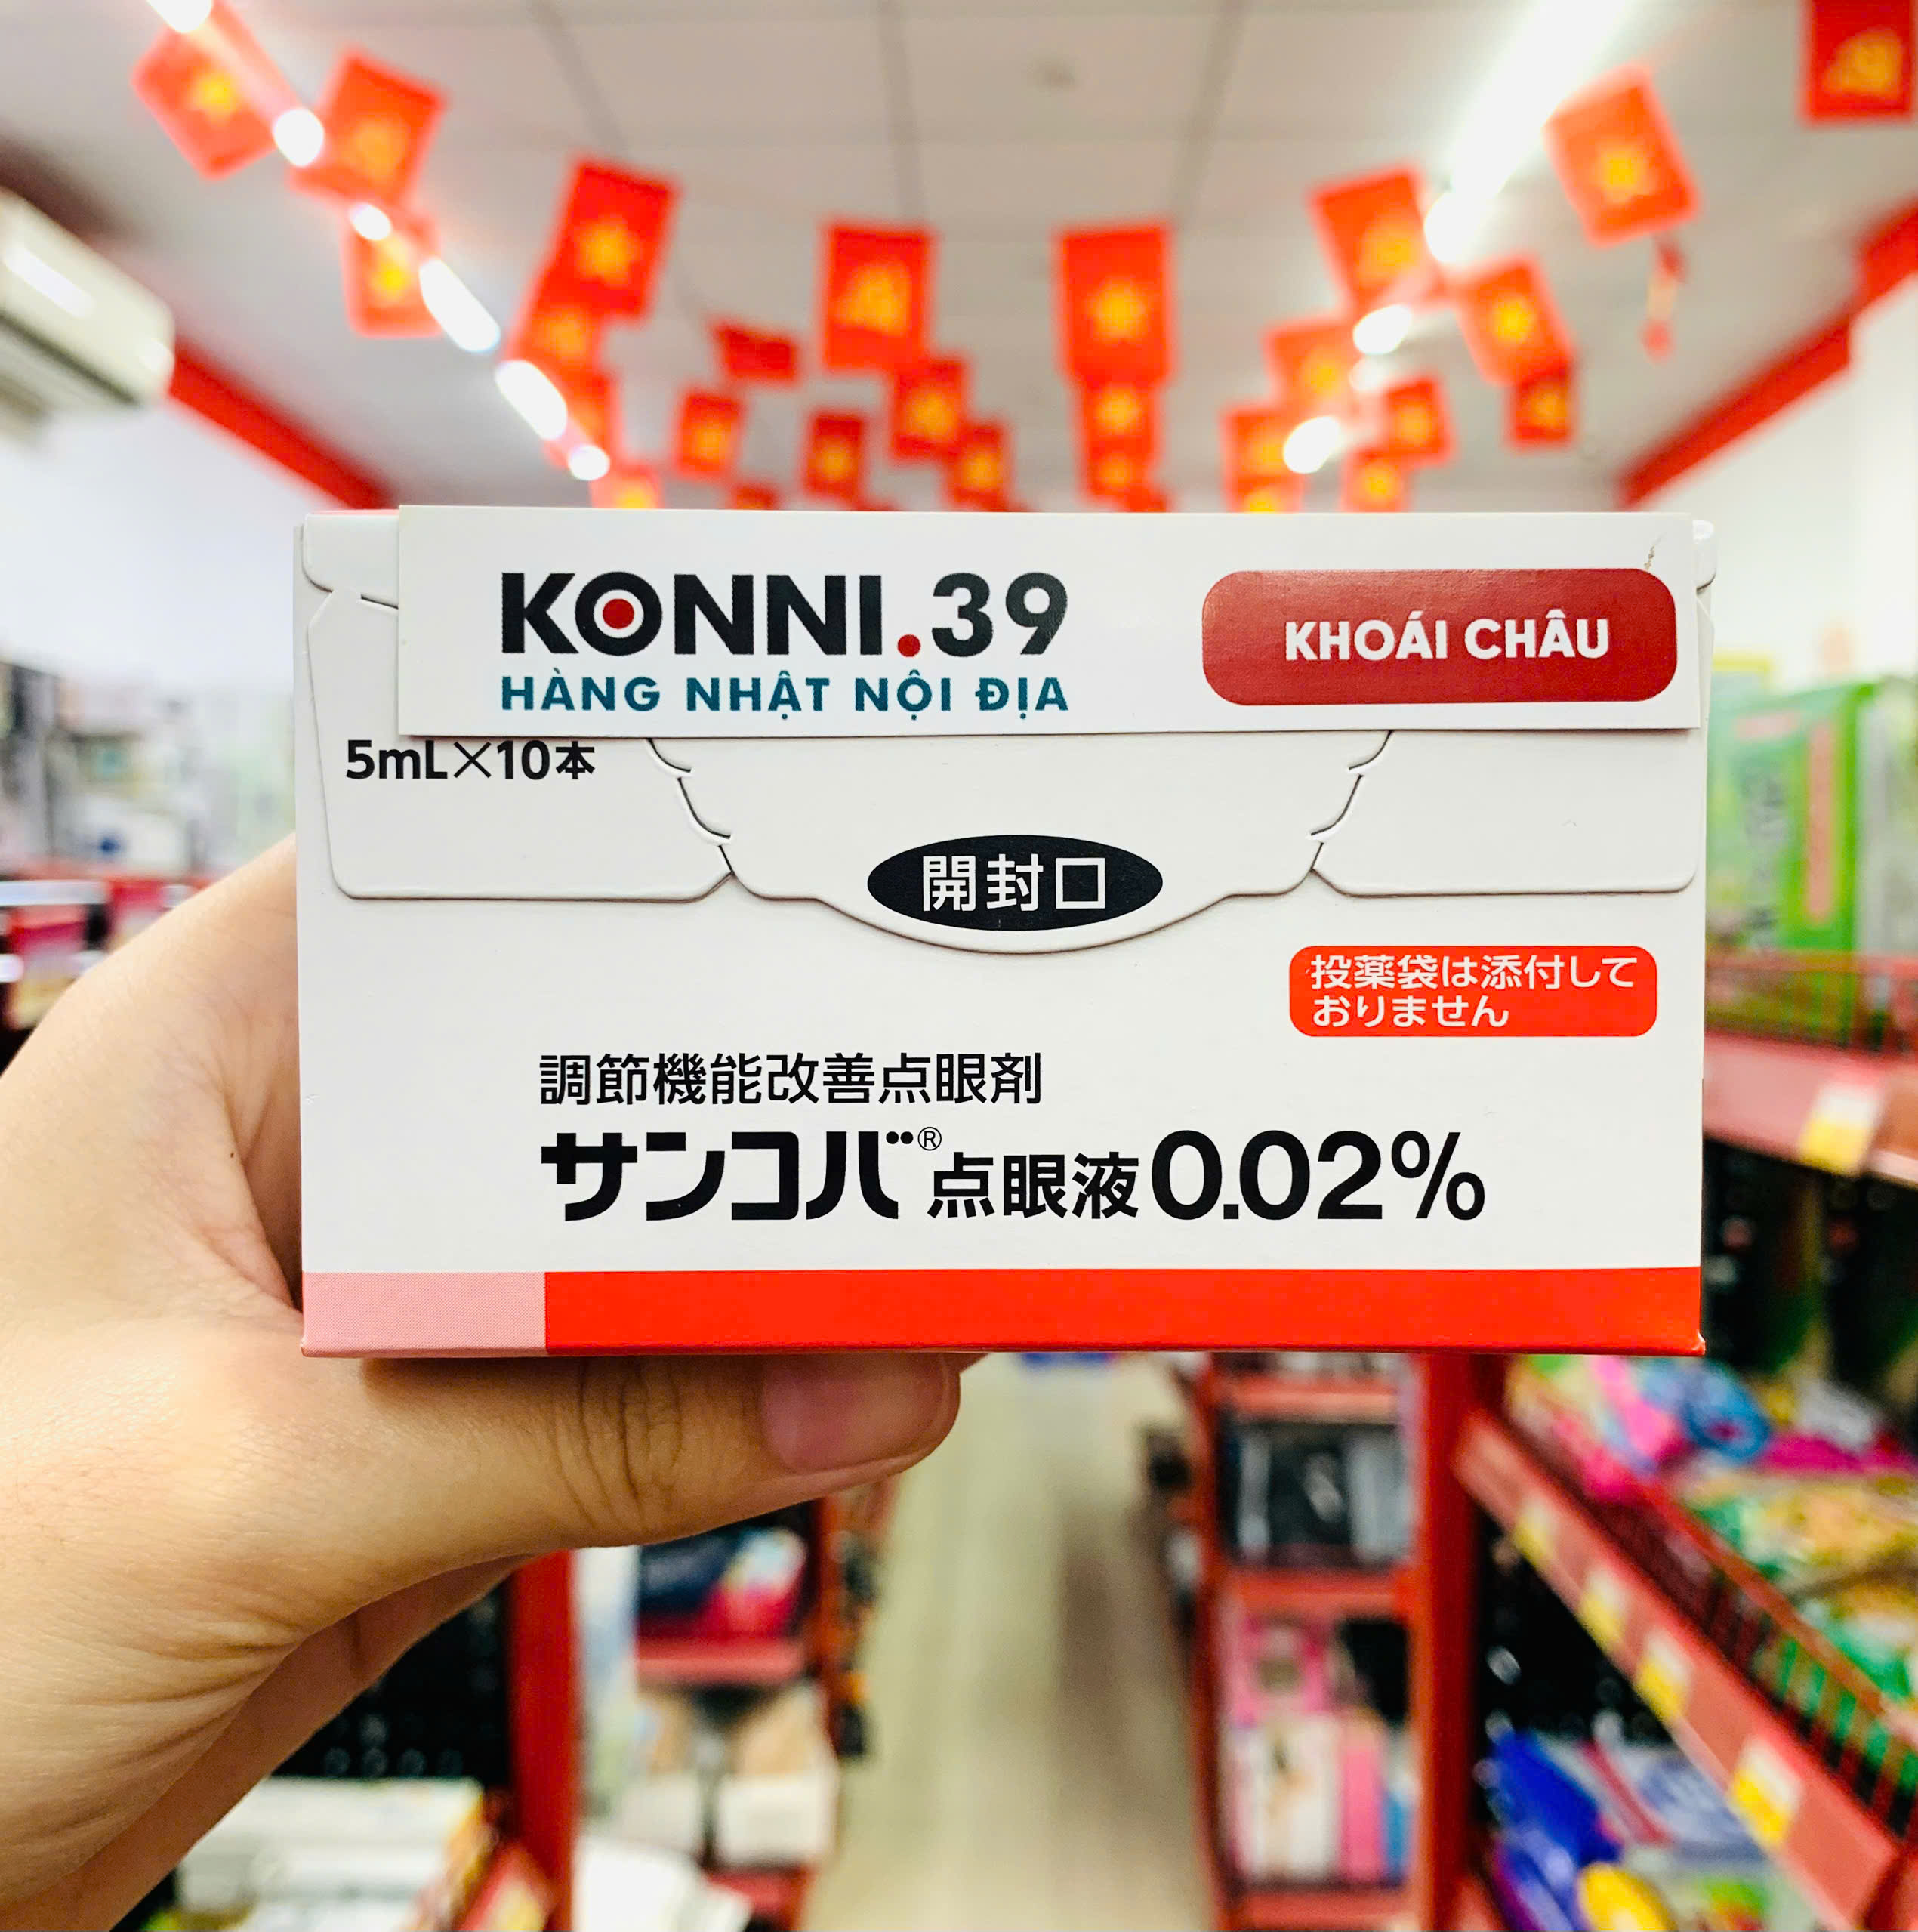 KONNI.39
HÀNG NHẬT NỘI ĐỊA
KHOÁI CHÂU
5mL×10本
開封口
投薬袋は添付して
おりません
調節機能改善点眼剤
サンコバ®点眼液0.02%